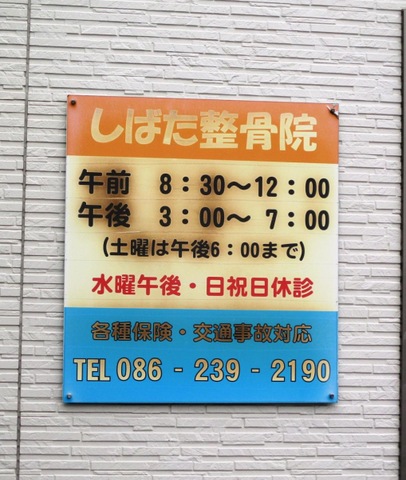 しばた整骨院
午前 8：30〜12：00
午後 3：00〜 7：00
(土曜は午後6：00まで)
水曜午後・日祝日休診
各種保険・交通事故対応
TEL 086 - 239 - 2190